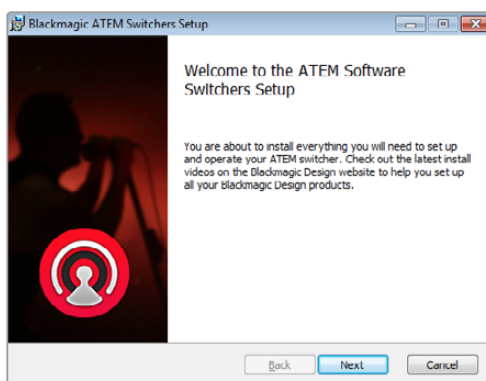 Blackmagic ATEM Switchers Setup
Welcome to the ATEM Software
Switchers Setup
You are about to install everything you will need to set up
and operate your ATEM switcher. Check out the latest install
videos on the Blackmagic Design website to help you set up
all your Blackmagic Design products.
Back Next Cancel